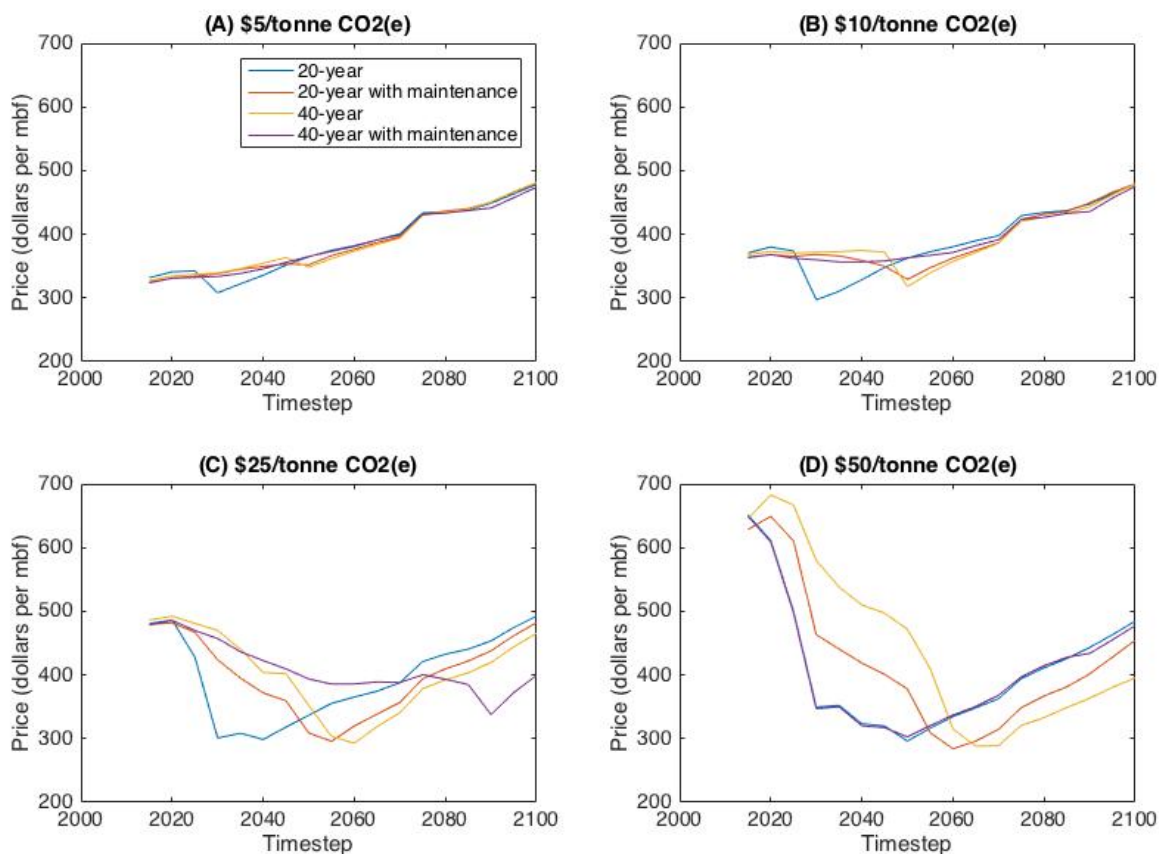 (A) $5/tonne CO2(e)
Price (dollars per mbf)
700
600
500
400
300
200
20-year
20-year with maintenance
40-year
40-year with maintenance
2000 2020 2040 2060 2080 2100
Timestep
(B) $10/tonne CO2(e)
Price (dollars per mbf)
700
600
500
400
300
200
2000 2020 2040 2060 2080 2100
Timestep
(C) $25/tonne CO2(e)
Price (dollars per mbf)
700
600
500
400
300
200
2000 2020 2040 2060 2080 2100
Timestep
(D) $50/tonne CO2(e)
Price (dollars per mbf)
700
600
500
400
300
200
2000 2020 2040 2060 2080 2100
Timestep